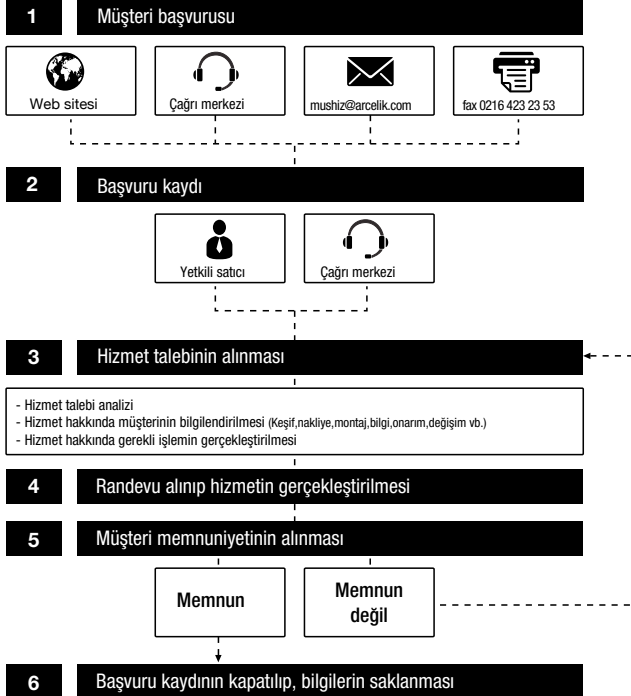 1 Müşteri başvurusu
Web sitesi
Çağrı merkezi
mushiz@arcelik.com
fax 0216 423 23 53
2 Başvuru kaydı
Yetkili satıcı
Çağrı merkezi
3 Hizmet talebinin alınması
- Hizmet talebi analizi
- Hizmet hakkında müşterinin bilgilendirilmesi (Keşif,nakliye,montaj,bilgi,onarım,değişim vb.)
- Hizmet hakkında gerekli işlemin gerçekleştirilmesi
4 Randevu alınıp hizmetin gerçekleştirilmesi
5 Müşteri memnuniyetinin alınması
Memnun
Memnun
değil
6 Başvuru kaydının kapatılıp, bilgilerin saklanması